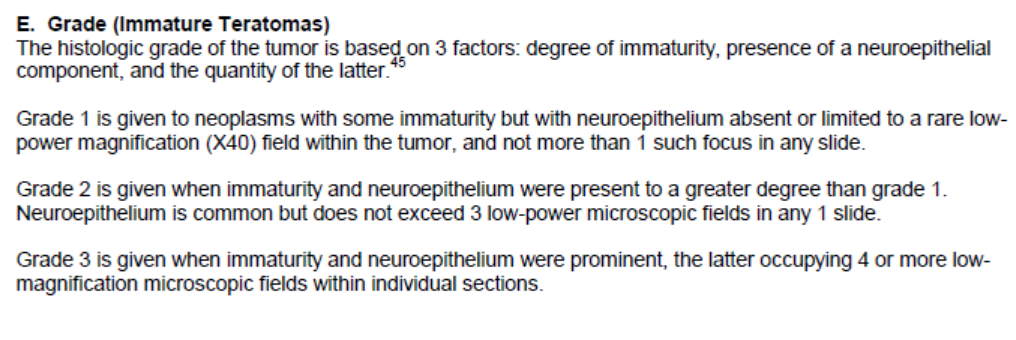 E. Grade (Immature Teratomas)
The histologic grade of the tumor is based on 3 factors: degree of immaturity, presence of a neuroepithelial
component, and the quantity of the latter.45
Grade 1 is given to neoplasms with some immaturity but with neuroepithelium absent or limited to a rare low-
power magnification (X40) field within the tumor, and not more than 1 such focus in any slide.
Grade 2 is given when immaturity and neuroepithelium were present to a greater degree than grade 1.
Neuroepithelium is common but does not exceed 3 low-power microscopic fields in any 1 slide.
Grade 3 is given when immaturity and neuroepithelium were prominent, the latter occupying 4 or more low-
magnification microscopic fields within individual sections.